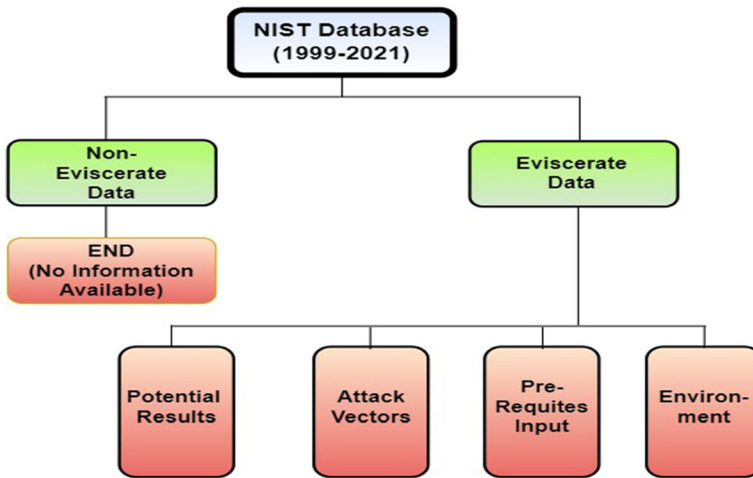 NIST Database
(1999-2021)
Non-
Eviscerate
Data
Eviscerate
Data
END
(No Information
Available)
Potential
Results
Attack
Vectors
Pre-
Requites
Input
Environ-
ment